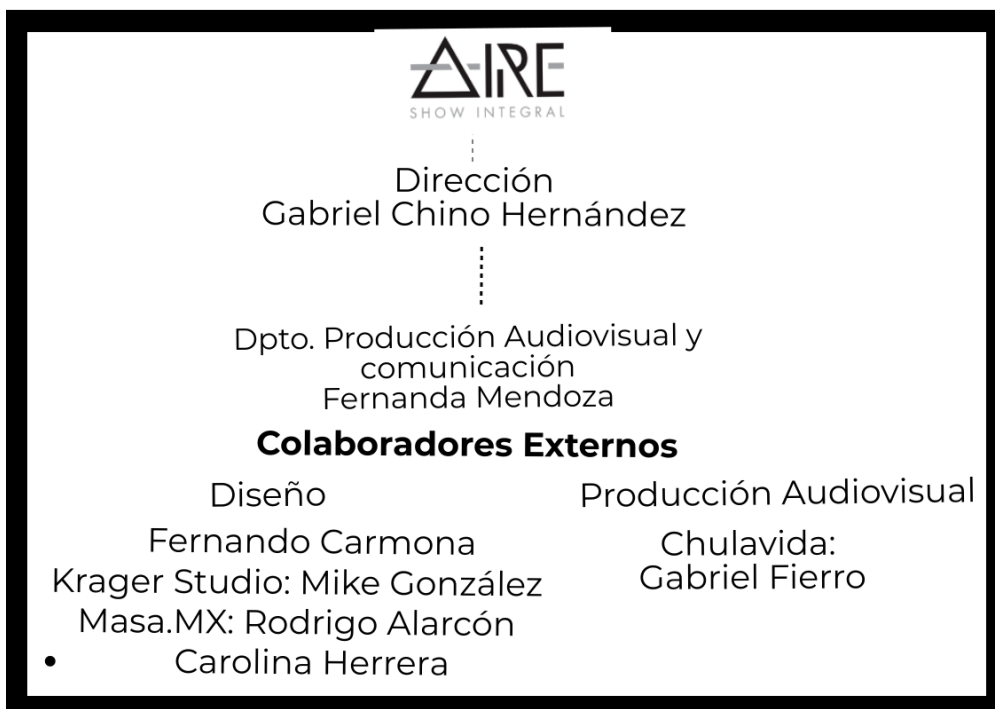 AIRE
SHOW INTEGRAL
Dirección
Gabriel Chino Hernández
Dpto. Producción Audiovisual y
comunicación
Fernanda Mendoza
Colaboradores Externos
Diseño
Fernando Carmona
Krager Studio: Mike González
Masa.MX: Rodrigo Alarcón
• Carolina Herrera
Producción Audiovisual
Chulavida:
Gabriel Fierro